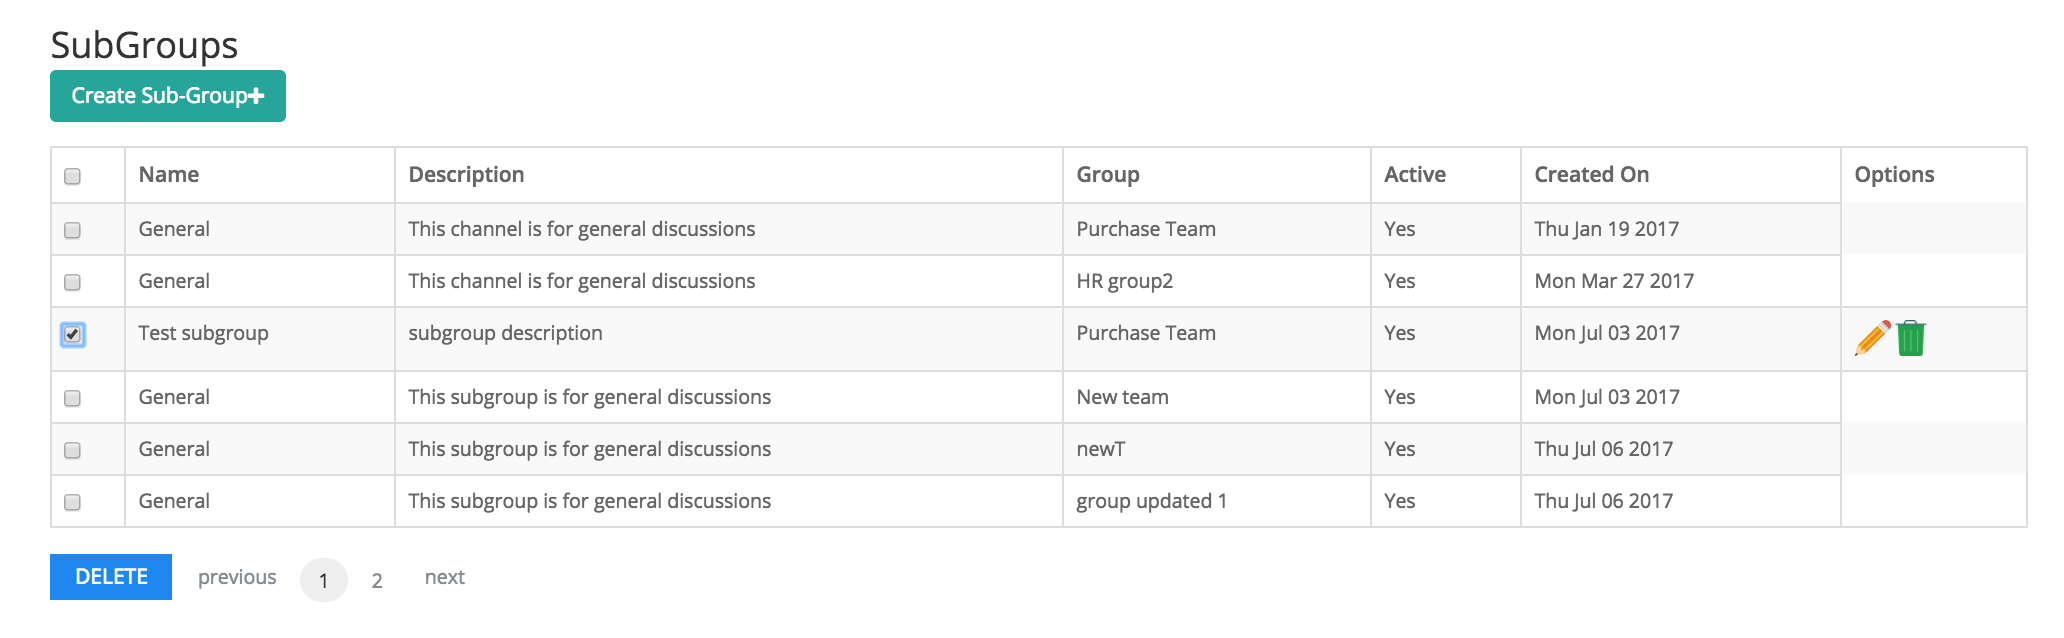 SubGroups
Create Sub-Group+
Name Description Group Active Created On Options
General This channel is for general discussions Purchase Team Yes Thu Jan 19 2017
General This channel is for general discussions HR group2 Yes Mon Mar 27 2017
Test subgroup subgroup description Purchase Team Yes Mon Jul 03 2017
General This subgroup is for general discussions New team Yes Mon Jul 03 2017
General This subgroup is for general discussions newT Yes Thu Jul 06 2017
General This subgroup is for general discussions group updated 1 Yes Thu Jul 06 2017
DELETE previous 1 2 next